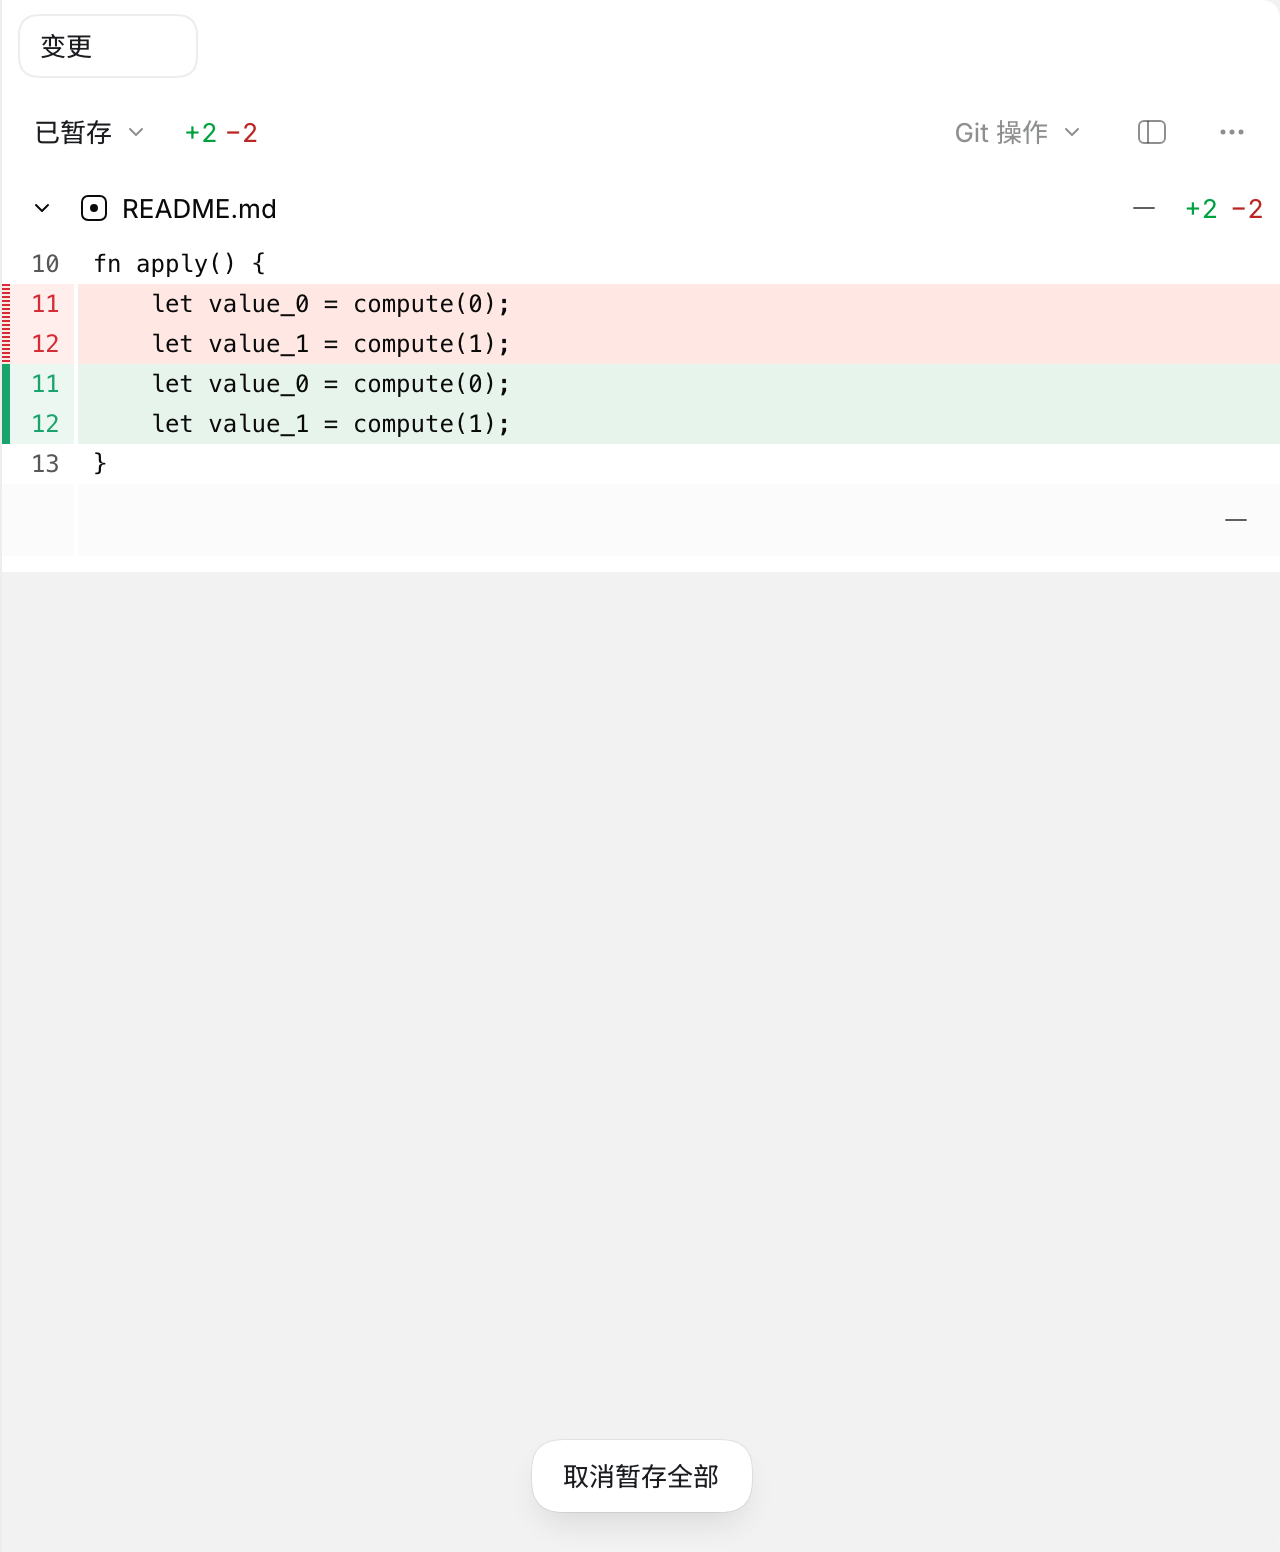 变更
已暂存 +2 −2 Git 操作
README.md +2 −2
10 fn apply() {
11     let value_0 = compute(0);
12     let value_1 = compute(1);
11     let value_0 = compute(0);
12     let value_1 = compute(1);
13 }
取消暂存全部